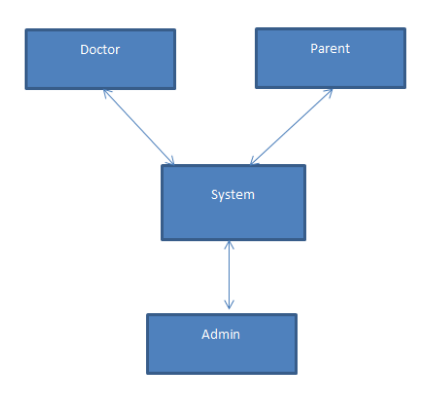 Doctor
Parent
System
Admin